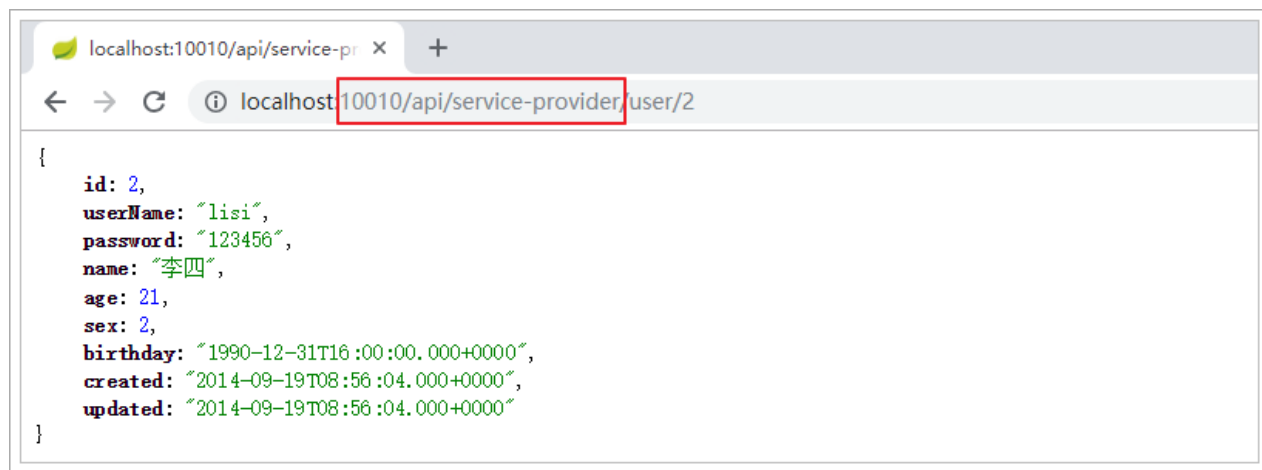 localhost:10010/api/service-pr
localhost:10010/api/service-provider/user/2
{
id: 2,
userName: "lisi",
password: "123456",
name: "李四",
age: 21,
sex: 2,
birthday: "1990-12-31T16:00:00.000+0000",
created: "2014-09-19T08:56:04.000+0000",
updated: "2014-09-19T08:56:04.000+0000"
}